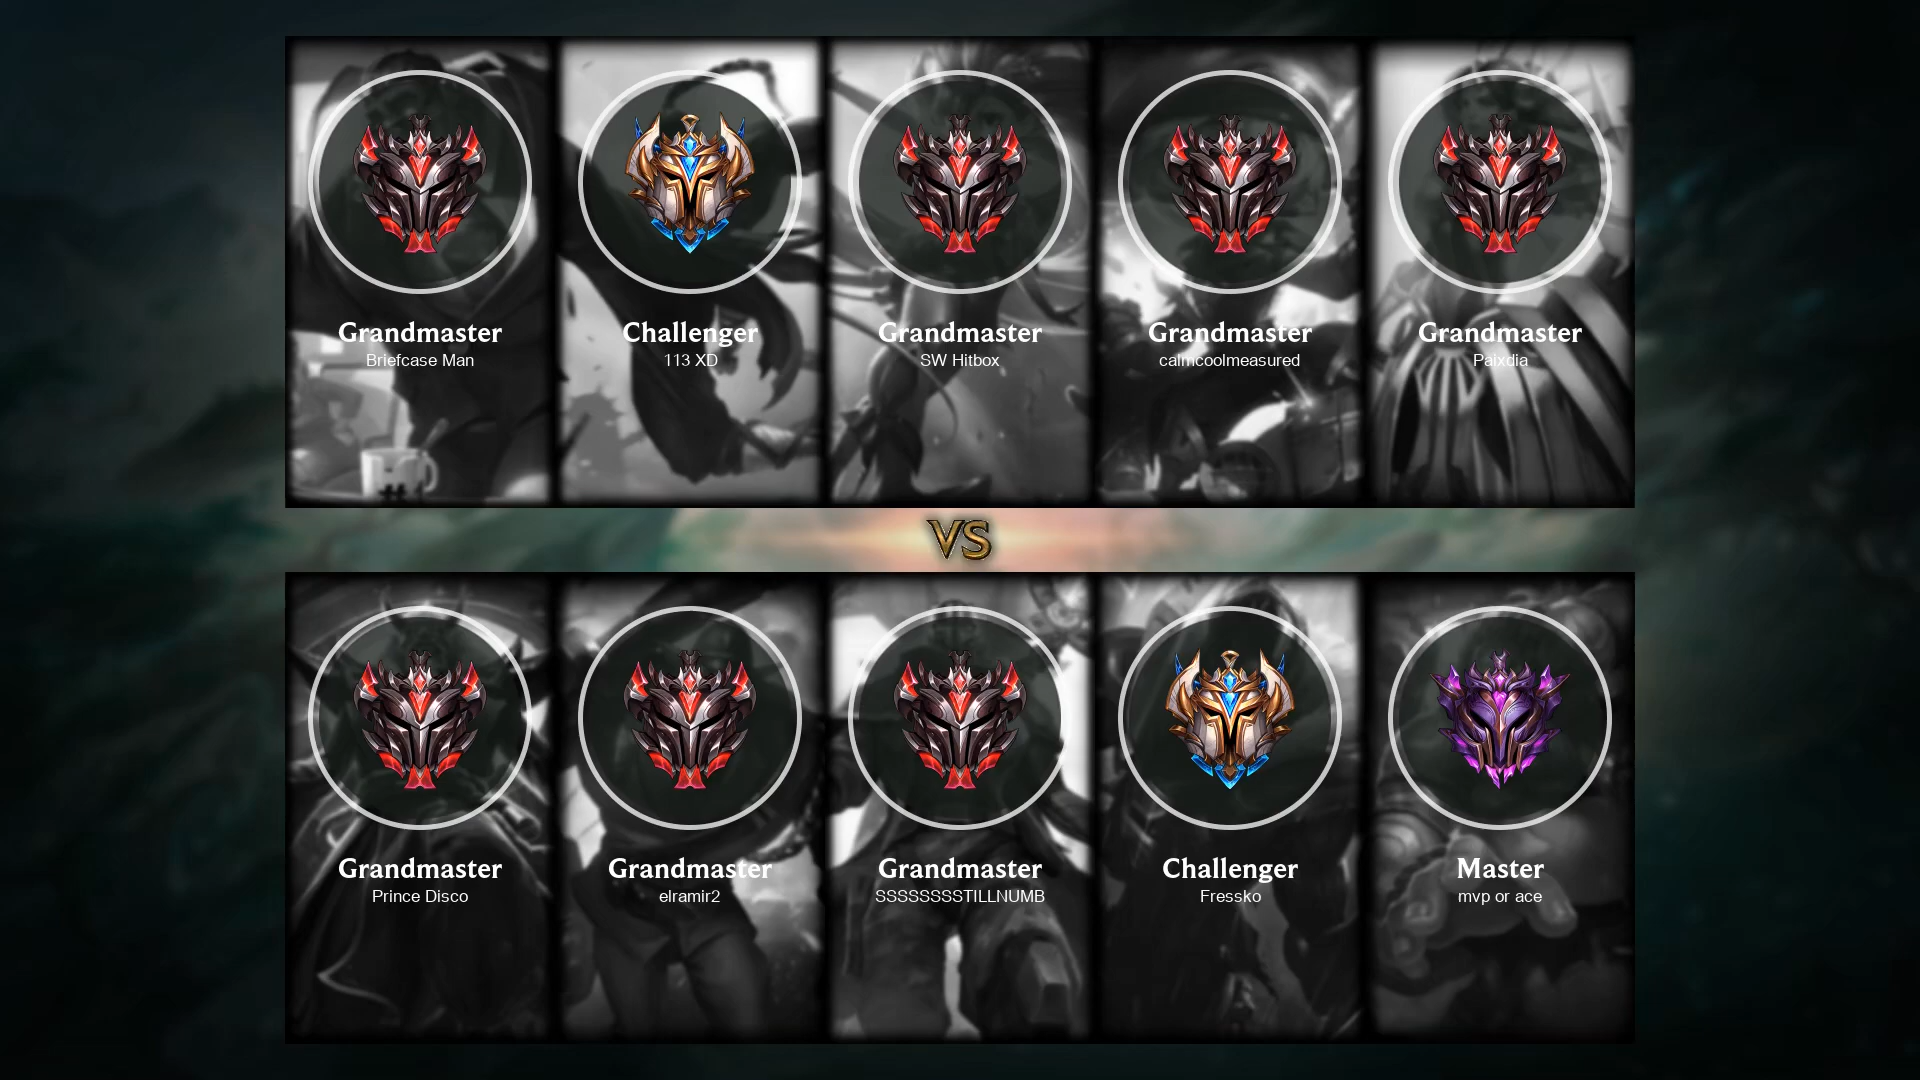 Grandmaster
Briefcase Man
Challenger
113 XD
Grandmaster
SW Hitbox
Grandmaster
calmcoolmeasured
Grandmaster
Paixdia
#1
VS
Grandmaster
Prince Disco
Grandmaster
elramir2
Grandmaster
SSSSSSSSTILLNUMB
Challenger
Fressko
Master
mvp or ace